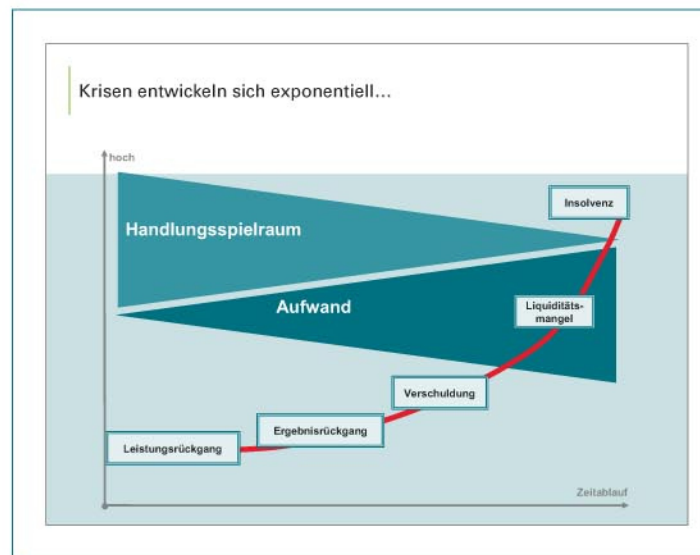 Krisen entwickeln sich exponentiell...
hoch
Insolvenz
Handlungsspielraum
Aufwand
Liquiditäts-
mangel
Verschuldung
Ergebnisrückgang
Leistungsrückgang
Zeitablauf